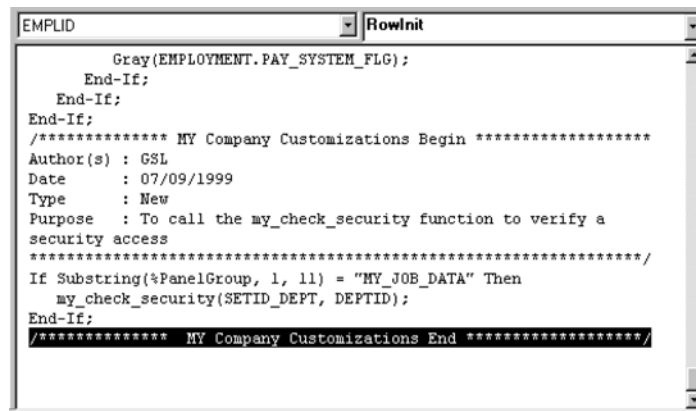 EMPLID RowInit
Gray(EMPLOYMENT.PAY_SYSTEM_FLG);
End-If;
End-If;
End-If;
/************** MY Company Customizations Begin *******************
Author(s) : GSL
Date : 07/09/1999
Type : New
Purpose : To call the my_check_security function to verify a
security access
******************************************************************/
If Substring(%PanelGroup, 1, 11) = "MY_JOB_DATA" Then
my_check_security(SETID_DEPT, DEPTID);
End-If;
/************** MY Company Customizations End *******************/